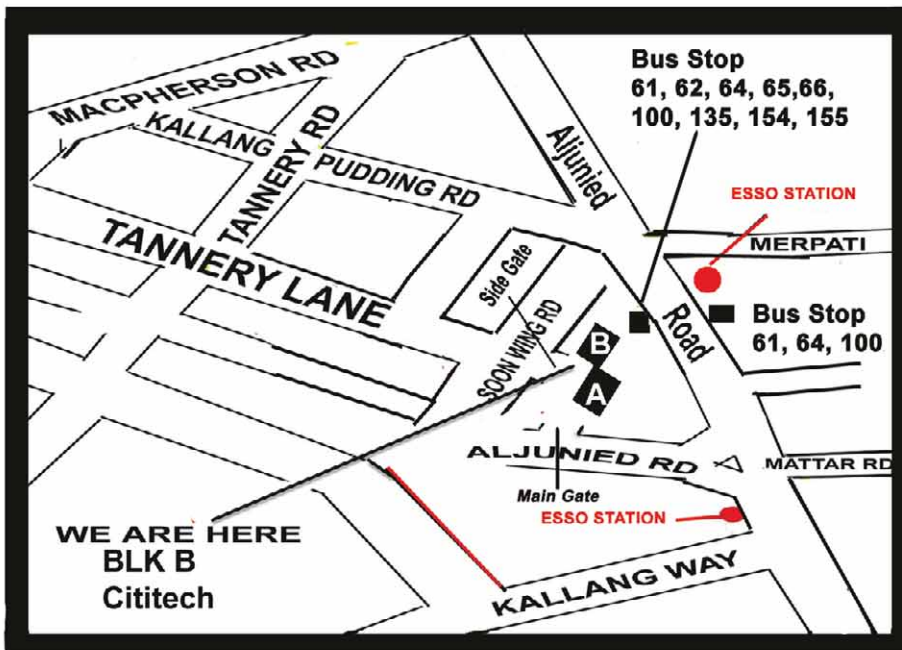 Bus Stop
61, 62, 64, 65,66,
100, 135, 154, 155
MACPHERSON RD
KALLANG PUDDING RD
TANNERY RD
Aljunied Road
ESSO STATION
MERPATI
TANNERY LANE
Side Gate
SOON WING RD
Bus Stop
61, 64, 100
B
A
ALJUNIED RD
MATTAR RD
Main Gate
ESSO STATION
WE ARE HERE
BLK B
Cititech
KALLANG WAY